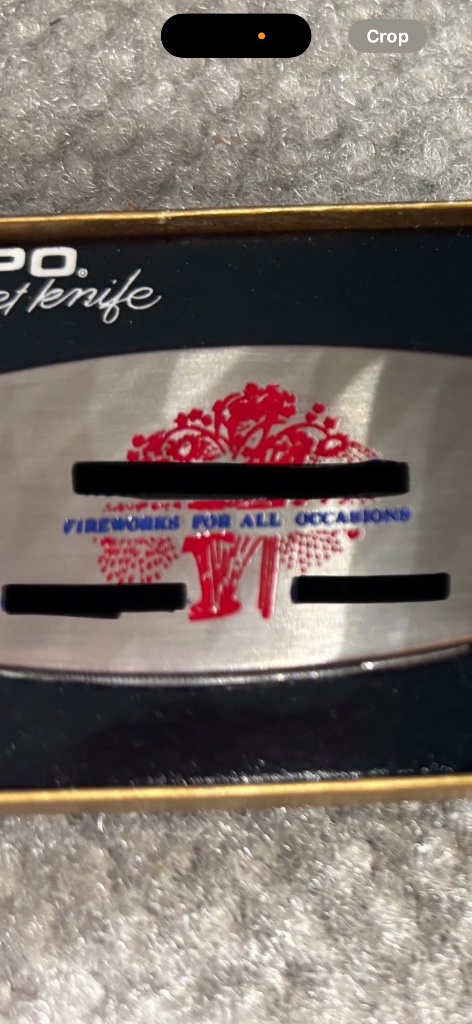 Crop
PO®
et knife
FIREWORKS FOR ALL OCCASIONS